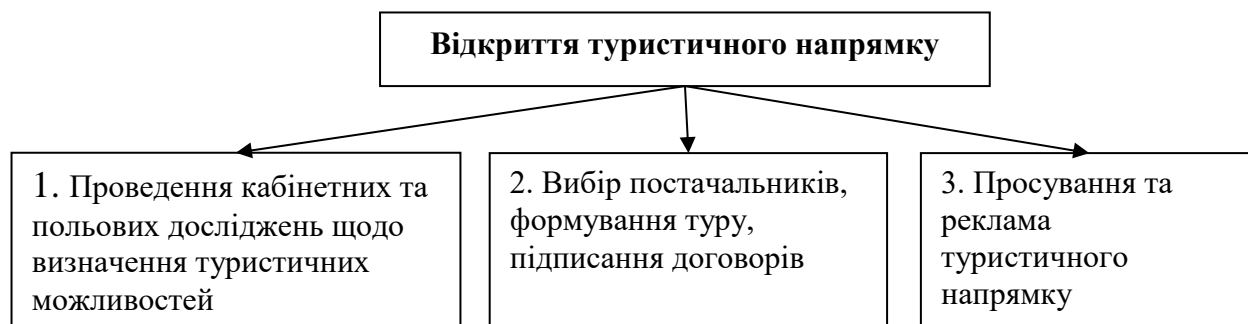 Відкриття туристичного напрямку
1. Проведення кабінетних та
польових досліджень щодо
визначення туристичних
можливостей
2. Вибір постачальників,
формування туру,
підписання договорів
3. Просування та
реклама
туристичного
напрямку